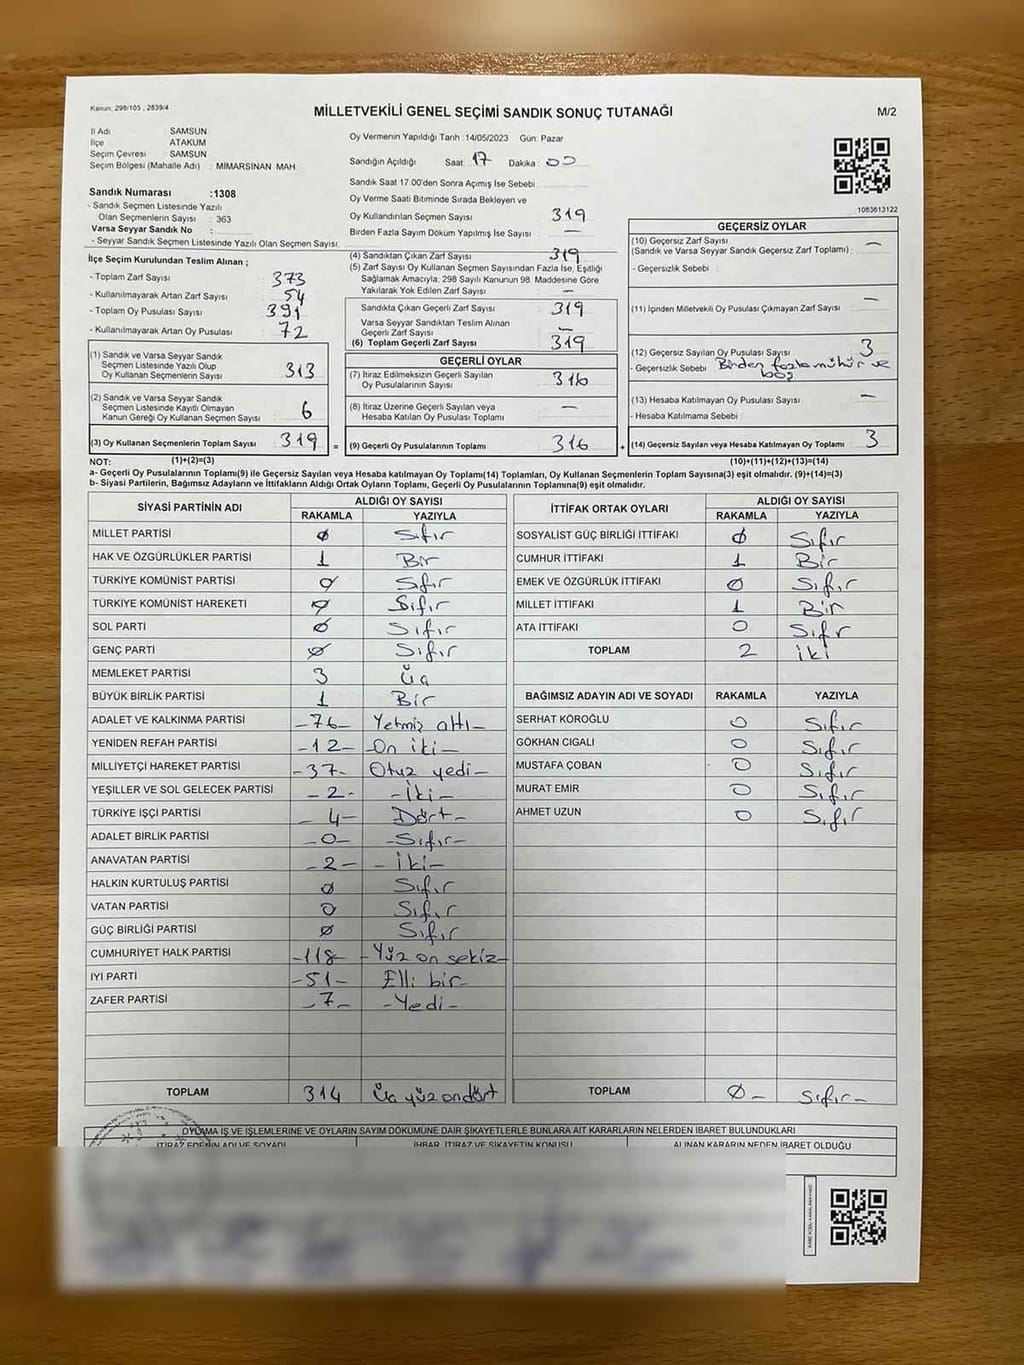 Kanun: 298/105 , 2839/4
MİLLETVEKİLİ GENEL SEÇİMİ SANDIK SONUÇ TUTANAĞI
M/2
İl Adı : SAMSUN
İlçe : ATAKUM
Seçim Çevresi : SAMSUN
Seçim Bölgesi (Mahalle Adı) : MİMARSİNAN MAH.
Sandık Numarası :1308
- Sandık Seçmen Listesinde Yazılı
Olan Seçmenlerin Sayısı : 363
Varsa Seyyar Sandık No :
- Seyyar Sandık Seçmen Listesinde Yazılı Olan Seçmen Sayısı:
Oy Vermenin Yapıldığı Tarih :14/05/2023 Gün: Pazar
Sandığın Açıldığı Saat : 17 Dakika : 00
Sandık Saat 17:00'den Sonra Açımış İse Sebebi :
Oy Verme Saati Bitiminde Sırada Bekleyen ve
Oy Kullandırılan Seçmen Sayısı : 319
Birden Fazla Sayım Döküm Yapılmış İse Sayısı : —
1083613122
İlçe Seçim Kurulundan Teslim Alınan ;
- Toplam Zarf Sayısı : 373
- Kullanılmayarak Artan Zarf Sayısı : 54
- Toplam Oy Pusulası Sayısı : 391
- Kullanılmayarak Artan Oy Pusulası : 72
(1) Sandık ve Varsa Seyyar Sandık
Seçmen Listesinde Yazılı Olup
Oy Kullanan Seçmenlerin Sayısı : 313
(2) Sandık ve Varsa Seyyar Sandık
Seçmen Listesinde Kayıtlı Olmayan
Kanun Gereği Oy Kullanan Seçmen Sayısı : 6
(3) Oy Kullanan Seçmenlerin Toplam Sayısı : 319 =
(4) Sandıktan Çıkan Zarf Sayısı : 319
(5) Zarf Sayısı Oy Kullanan Seçmen Sayısından Fazla İse, Eşitliği
Sağlamak Amacıyla; 298 Sayılı Kanunun 98. Maddesine Göre
Yakılarak Yok Edilen Zarf Sayısı : —
Sandıkta Çıkan Geçerli Zarf Sayısı : 319
Varsa Seyyar Sandıktan Teslim Alınan
Geçerli Zarf Sayısı : —
(6) Toplam Geçerli Zarf Sayısı : 319
GEÇERLİ OYLAR
(7) İtiraz Edilmeksizin Geçerli Sayılan
Oy Pusulalarının Sayısı : 316
(8) İtiraz Üzerine Geçerli Sayılan veya
Hesaba Katılan Oy Pusulası Toplamı : —
(9) Geçerli Oy Pusulalarının Toplamı : 316 +
GEÇERSİZ OYLAR
(10) Geçersiz Zarf Sayısı : —
(Sandık ve Varsa Seyyar Sandık Geçersiz Zarf Toplamı) :
- Geçersizlik Sebebi :
(11) İçinden Milletvekili Oy Pusulası Çıkmayan Zarf Sayısı : —
(12) Geçersiz Sayılan Oy Pusulası Sayısı : 3
- Geçersizlik Sebebi : Birden fazla mühür ve
boş
(13) Hesaba Katılmayan Oy Pusulası Sayısı : —
- Hesaba Katılmama Sebebi :
(14) Geçersiz Sayılan veya Hesaba Katılmayan Oy Toplamı : 3
NOT: (1)+(2)=(3) (10)+(11)+(12)+(13)=(14)
a- Geçerli Oy Pusulalarının Toplamı(9) ile Geçersiz Sayılan veya Hesaba katılmayan Oy Toplamı(14) Toplamları, Oy Kullanan Seçmenlerin Toplam Sayısına(3) eşit olmalıdır. (9)+(14)=(3)
b- Siyasi Partilerin, Bağımsız Adayların ve İttifakların Aldığı Ortak Oyların Toplamı, Geçerli Oy Pusulalarının Toplamına(9) eşit olmalıdır.
SİYASİ PARTİNİN ADI ALDIĞI OY SAYISI
RAKAMLA YAZIYLA
MİLLET PARTİSİ 0 Sıfır
HAK VE ÖZGÜRLÜKLER PARTİSİ 1 Bir
TÜRKİYE KOMÜNİST PARTİSİ 0 Sıfır
TÜRKİYE KOMÜNİST HAREKETİ 0 Sıfır
SOL PARTİ 0 Sıfır
GENÇ PARTİ 0 Sıfır
MEMLEKET PARTİSİ 3 Üç
BÜYÜK BİRLİK PARTİSİ 1 Bir
ADALET VE KALKINMA PARTİSİ -76- Yetmiş altı-
YENİDEN REFAH PARTİSİ -12- -On iki-
MİLLİYETÇİ HAREKET PARTİSİ -37- Otuz yedi-
YEŞİLLER VE SOL GELECEK PARTİSİ -2- -İki-
TÜRKİYE İŞÇİ PARTİSİ -4- Dört-
ADALET BİRLİK PARTİSİ -0- -Sıfır-
ANAVATAN PARTİSİ -2- -İki-
HALKIN KURTULUŞ PARTİSİ 0 Sıfır
VATAN PARTİSİ 0 Sıfır
GÜÇ BİRLİĞİ PARTİSİ 0 Sıfır
CUMHURİYET HALK PARTİSİ -118- -Yüz on sekiz-
İYİ PARTİ -51- Elli bir-
ZAFER PARTİSİ -7- -Yedi-
TOPLAM 314 Üç yüz ondört
İTTİFAK ORTAK OYLARI ALDIĞI OY SAYISI
RAKAMLA YAZIYLA
SOSYALİST GÜÇ BİRLİĞİ İTTİFAKI 0 Sıfır
CUMHUR İTTİFAKI 1 Bir
EMEK VE ÖZGÜRLÜK İTTİFAKI 0 Sıfır
MİLLET İTTİFAKI 1 Bir
ATA İTTİFAKI 0 Sıfır
TOPLAM 2 iki
BAĞIMSIZ ADAYIN ADI VE SOYADI RAKAMLA YAZIYLA
SERHAT KÖROĞLU 0 Sıfır
GÖKHAN CIGALI 0 Sıfır
MUSTAFA ÇOBAN 0 Sıfır
MURAT EMİR 0 Sıfır
AHMET UZUN 0 Sıfır
TOPLAM 0 - Sıfır-
OYLAMA İŞ VE İŞLEMLERİNE VE OYLARIN SAYIM DÖKÜMÜNE DAİR ŞİKAYETLERLE BUNLARA AİT KARARLARIN NELERDEN İBARET BULUNDUKLARI
İTİRAZ EDENİN ADI VE SOYADI İHBAR, İTİRAZ VE ŞİKAYETİN KONUSU ALINAN KARARIN NEDEN İBARET OLDUĞU